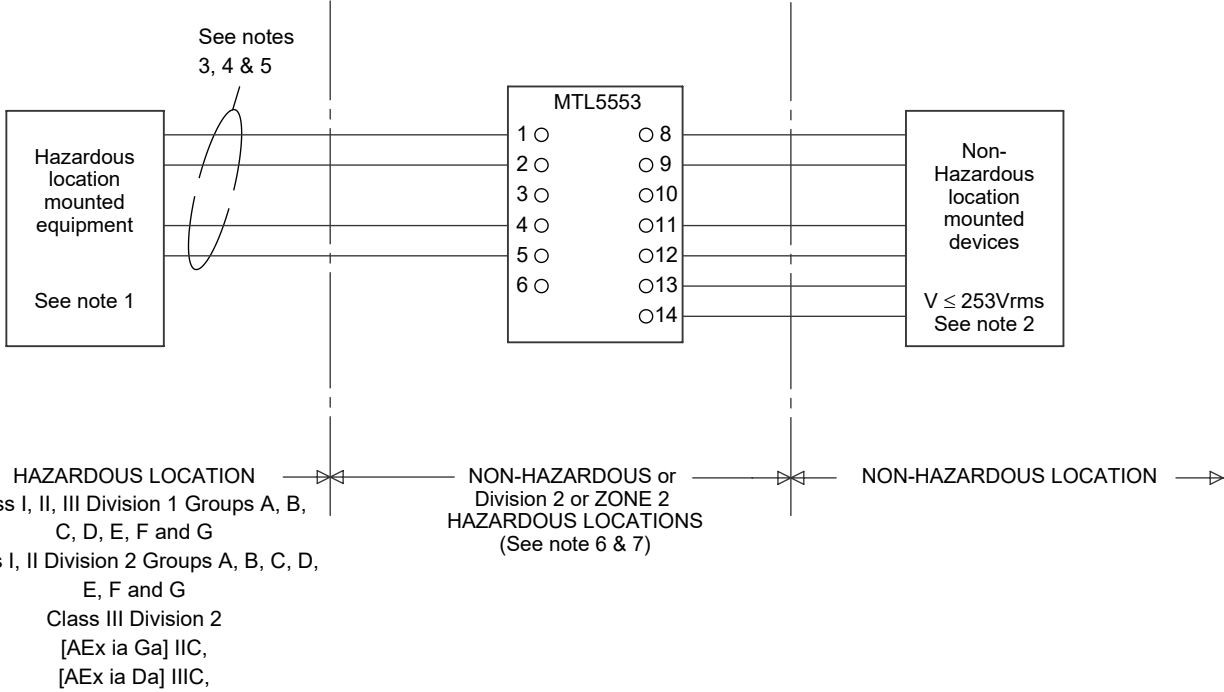 See notes
3, 4 & 5
MTL5553
Hazardous
location
mounted
equipment
See note 1
1
2
3
4
5
6
8
9
10
11
12
13
14
Non-
Hazardous
location
mounted
devices
V ≤ 253Vrms
See note 2
HAZARDOUS LOCATION
ss I, II, III Division 1 Groups A, B,
C, D, E, F and G
s I, II Division 2 Groups A, B, C, D,
E, F and G
Class III Division 2
[AEx ia Ga] IIC,
[AEx ia Da] IIIC,
NON-HAZARDOUS or
Division 2 or ZONE 2
HAZARDOUS LOCATIONS
(See note 6 & 7)
NON-HAZARDOUS LOCATION